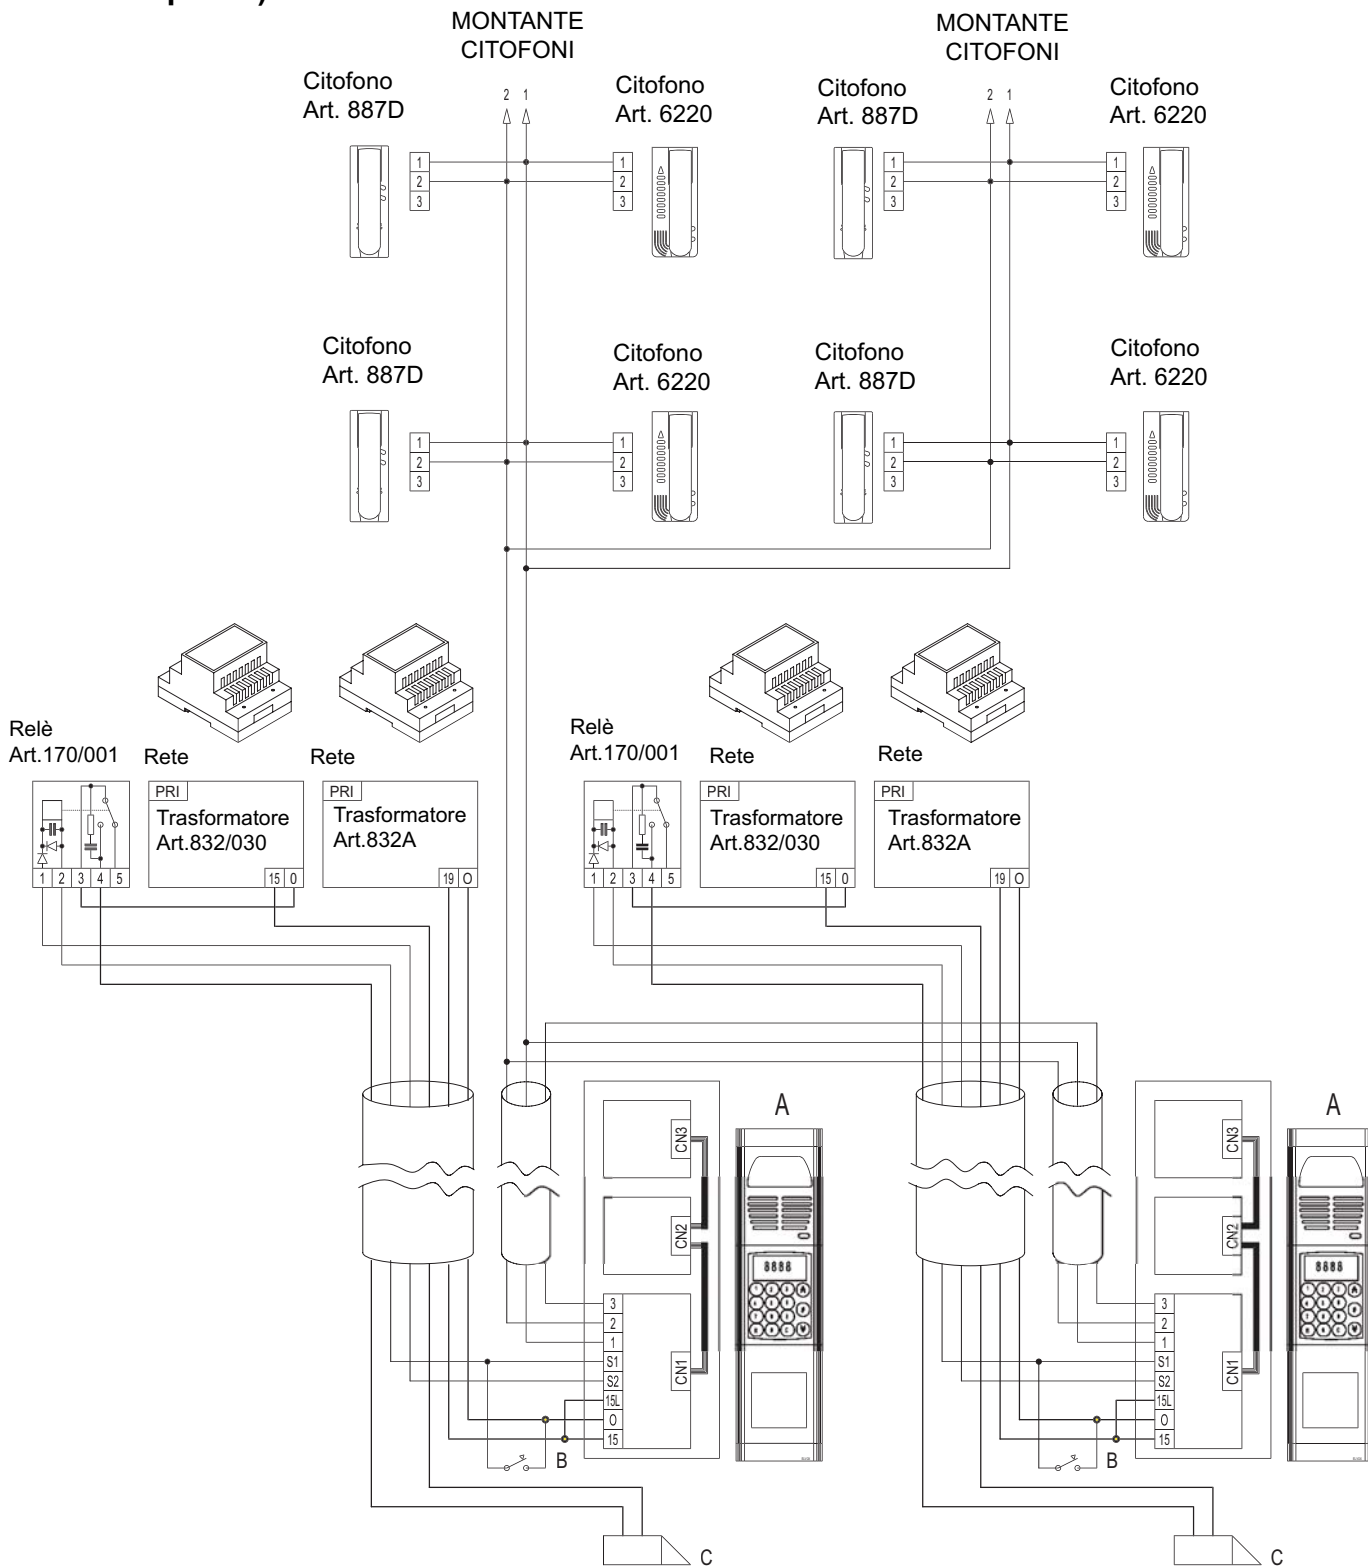 MONTANTE
CITOFONI
MONTANTE
CITOFONI
Citofono
Art. 887D
2 1
Citofono
Art. 6220
Citofono
Art. 887D
2 1
Citofono
Art. 6220
1
2
3
1
2
3
1
2
3
1
2
3
Citofono
Art. 887D
Citofono
Art. 6220
Citofono
Art. 887D
Citofono
Art. 6220
1
2
3
1
2
3
1
2
3
1
2
3
Relè
Art.170/001
Rete
Rete
Relè
Art.170/001
Rete
Rete
PRI
Trasformatore
Art.832/030
PRI
Trasformatore
Art.832A
PRI
Trasformatore
Art.832/030
PRI
Trasformatore
Art.832A
1 2 3 4 5
15 0
19 O
1 2 3 4 5
15 0
19 O
A
A
CN3
CN2
CN1
8888
3
2
1
S1
S2
15L
O
15
B
C
CN3
CN2
CN1
8888
3
2
1
S1
S2
15L
O
15
B
C